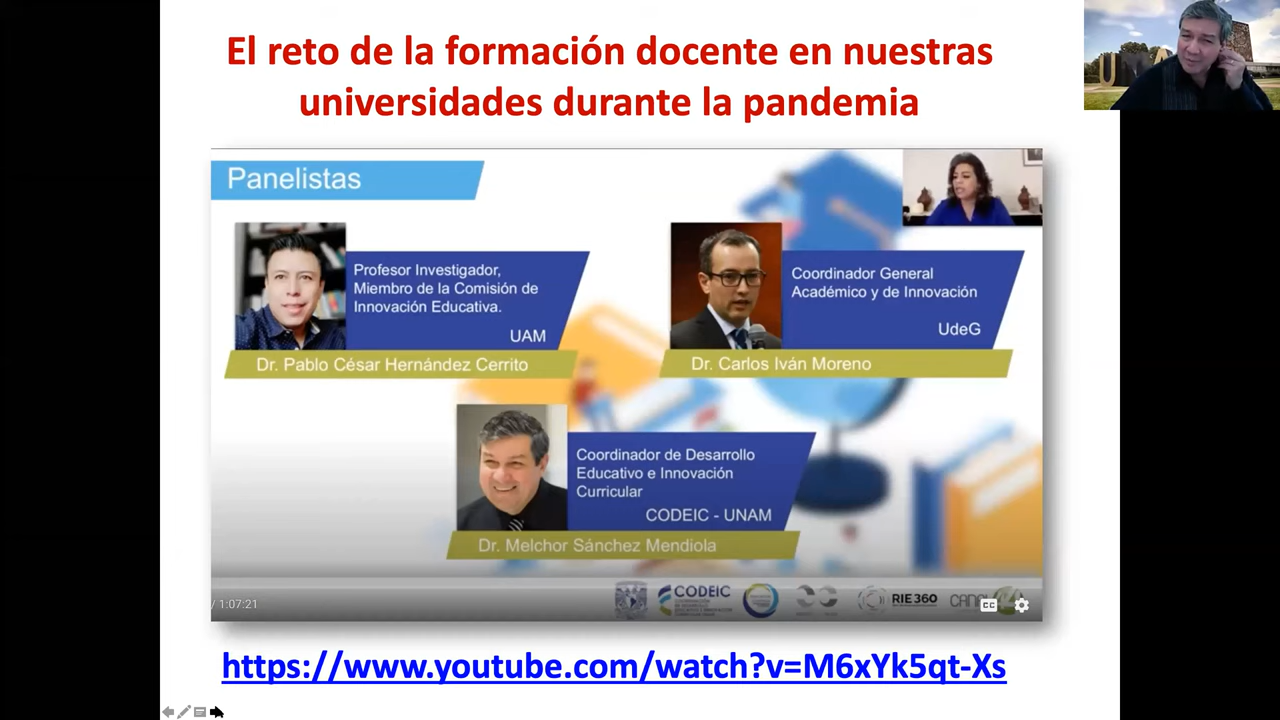 El reto de la formación docente en nuestras
universidades durante la pandemia
Panelistas
Profesor Investigador,
Miembro de la Comisión de
Innovación Educativa.
UAM
Dr. Pablo César Hernández Cerrito
Coordinador General
Académico y de Innovación
UdeG
Dr. Carlos Iván Moreno
Coordinador de Desarrollo
Educativo e Innovación
Curricular
CODEIC - UNAM
Dr. Melchor Sánchez Mendiola
/ 1:07:21
CODEIC
RIE 360
CC
https://www.youtube.com/watch?v=M6xYk5qt-Xs